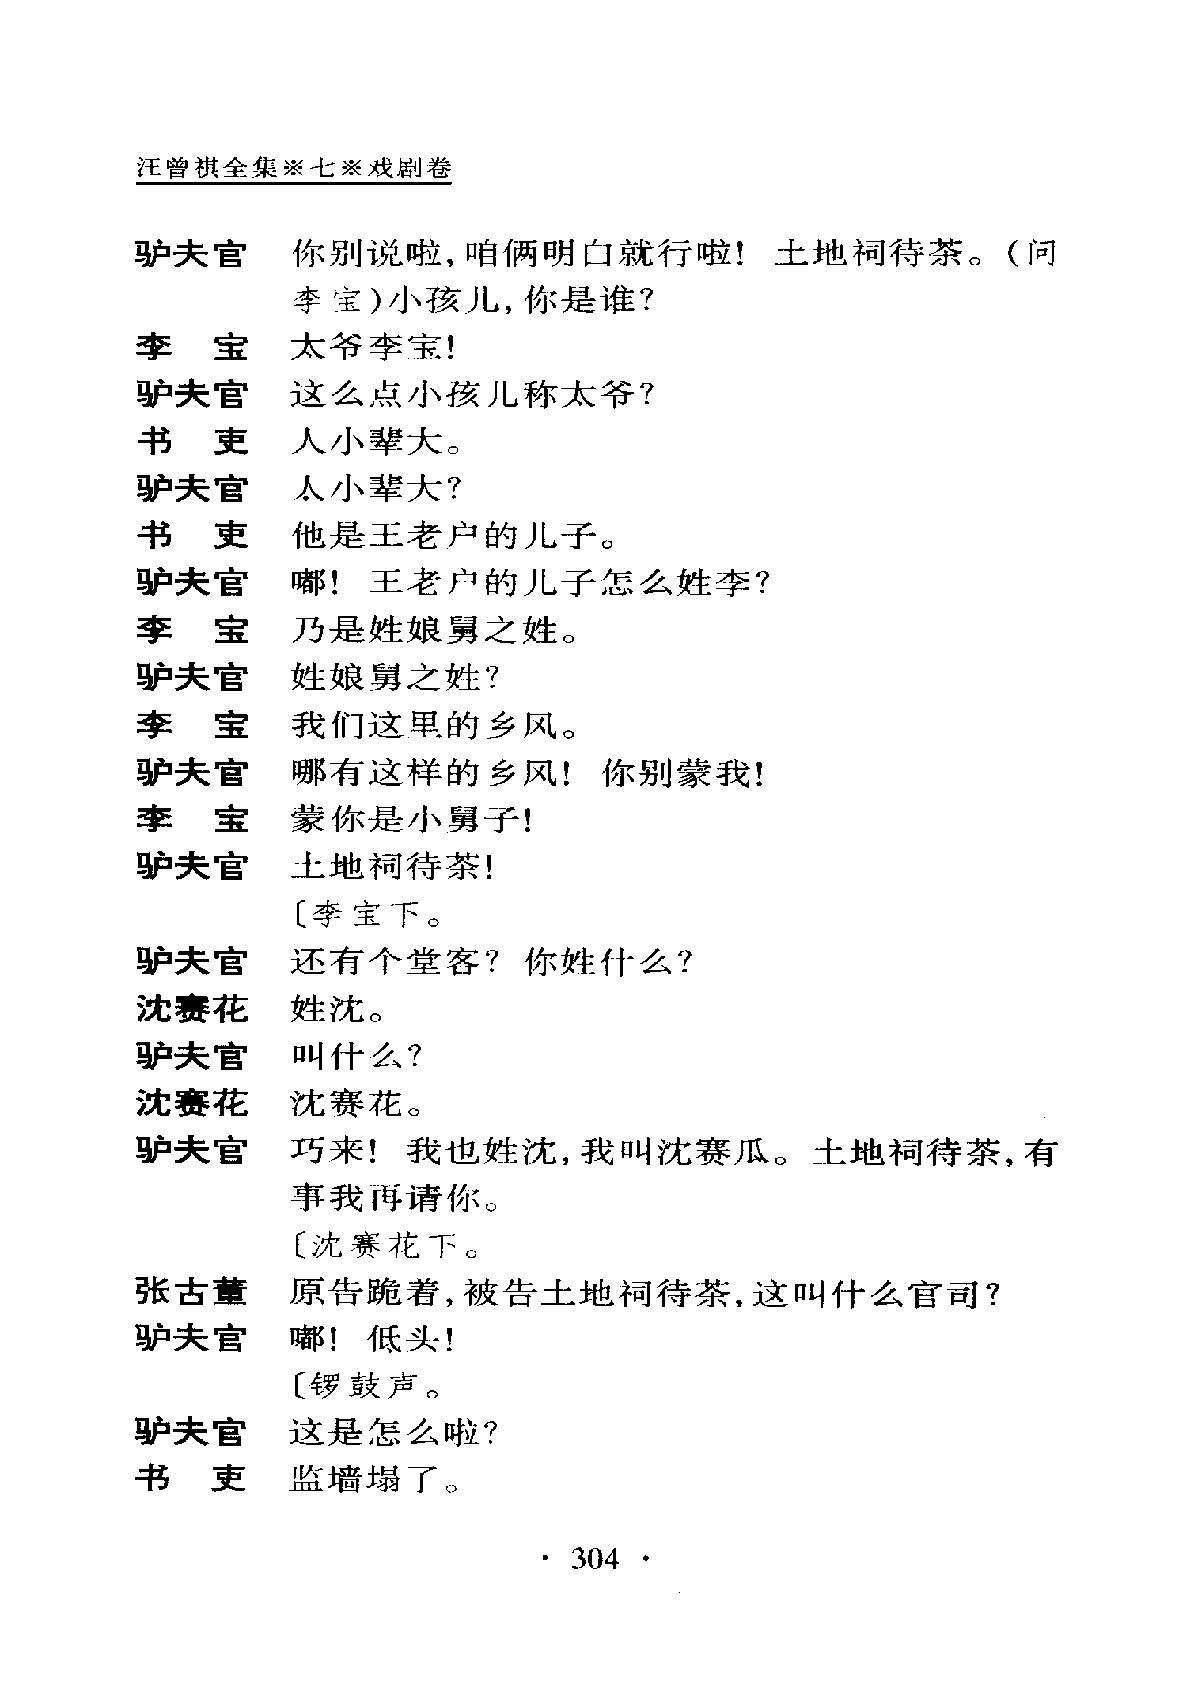 汪曾祺全集※七※戏剧卷
驴夫官　你别说啦,咱俩明白就行啦! 土地祠待茶。(问
李宝)小孩儿,你是谁?
李　宝　太爷李宝!
驴夫官　这么点小孩儿称太爷?
书　吏　人小辈大。
驴夫官　人小辈大?
书　吏　他是王老户的儿子。
驴夫官　嘟! 王老户的儿子怎么姓李?
李　宝　乃是姓娘舅之姓。
驴夫官　姓娘舅之姓?
李　宝　我们这里的乡风。
驴夫官　哪有这样的乡风! 你别蒙我!
李　宝　蒙你是小舅子!
驴夫官　土地祠待茶!
〔李宝下。
驴夫官　还有个堂客? 你姓什么?
沈赛花　姓沈。
驴夫官　叫什么?
沈赛花　沈赛花。
驴夫官　巧来! 我也姓沈,我叫沈赛瓜。土地祠待茶,有
事我再请你。
〔沈赛花下。
张古董　原告跪着,被告土地祠待茶,这叫什么官司?
驴夫官　嘟! 低头!
〔锣鼓声。
驴夫官　这是怎么啦?
书　吏　监墙塌了。
· 304 ·